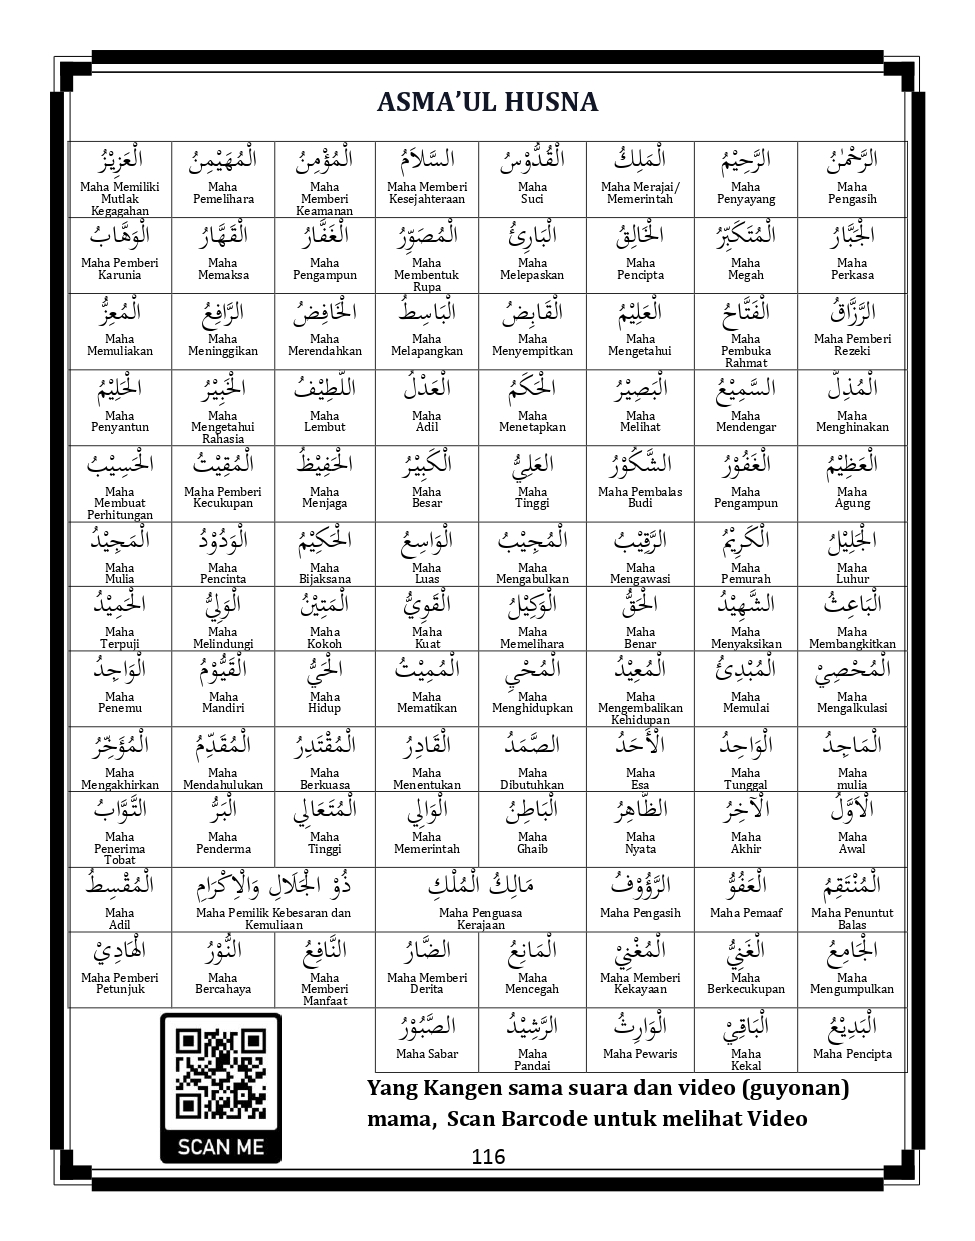 ASMA’UL HUSNA
الرَّحْمٰنُ الرَّحِيْمُ الْمَلِكُ الْقُدُّوْسُ السَّلاَمُ الْمُؤْمِنُ الْمُهَيْمِنُ الْعَزِيْزُ
Maha Pengasih
Maha Penyayang
Maha Merajai/ Memerintah
Maha Suci
Maha Memberi Kesejahteraan
Maha Memberi Keamanan
Maha Pemelihara
Maha Memiliki Mutlak Kegagahan
الْجَبَّارُ الْمُتَكَبِّرُ الْخَالِقُ الْبَارِئُ الْمُصَوِّرُ الْغَفَّارُ الْقَهَّارُ الْوَهَّابُ
Maha Perkasa
Maha Megah
Maha Pencipta
Maha Melepaskan
Maha Membentuk Rupa
Maha Pengampun
Maha Memaksa
Maha Pemberi Karunia
الرَّزَّاقُ الْفَتَّاحُ الْعَلِيْمُ الْقَابِضُ الْبَاسِطُ الْخَافِضُ الرَّافِعُ الْمُعِزُّ
Maha Pemberi Rezeki
Maha Pembuka Rahmat
Maha Mengetahui
Maha Menyempitkan
Maha Melapangkan
Maha Merendahkan
Maha Meninggikan
Maha Memuliakan
الْمُذِلّ السَّمِيْعُ الْبَصِيْرُ الْحَكَمُ الْعَدْلُ اللَّطِيْفُ الْخَبِيْرُ الْحَلِيْمُ
Maha Menghinakan
Maha Mendengar
Maha Melihat
Maha Menetapkan
Maha Adil
Maha Lembut
Maha Mengetahui Rahasia
Maha Penyantun
الْعَظِيْمُ الْغَفُوْرُ الشَّكُوْرُ العَلِيُّ الْكَبِيْرُ الْحَفِيْظُ الْمُقِيْتُ الْحَسِيْبُ
Maha Agung
Maha Pengampun
Maha Pembalas Budi
Maha Tinggi
Maha Besar
Maha Menjaga
Maha Pemberi Kecukupan
Maha Membuat Perhitungan
الْجَلِيْلُ الْكَرِيْمُ الرَّقِيْبُ الْمُجِيْبُ الْوَاسِعُ الْحَكِيْمُ الْوَدُوْدُ الْمَجِيْدُ
Maha Luhur
Maha Pemurah
Maha Mengawasi
Maha Mengabulkan
Maha Luas
Maha Bijaksana
Maha Pencinta
Maha Mulia
الْبَاعِثُ الشَّهِيْدُ الْحَقُّ الْوَكِيْلُ الْقَوِيُّ الْمَتِيْنُ الْوَلِيُّ الْحَمِيْدُ
Maha Membangkitkan
Maha Menyaksikan
Maha Benar
Maha Memelihara
Maha Kuat
Maha Kokoh
Maha Melindungi
Maha Terpuji
الْمُحْصِيْ الْمُبْدِئُ الْمُعِيْدُ الْمُحْيِ الْمُمِيْتُ الْحَيُّ الْقَيُّوْمُ الْوَاجِدُ
Maha Mengalkulasi
Maha Memulai
Maha Mengembalikan Kehidupan
Maha Menghidupkan
Maha Mematikan
Maha Hidup
Maha Mandiri
Maha Penemu
الْمَاجِدُ الْوَاحِدُ الْأَحَدُ الصَّمَدُ الْقَادِرُ الْمُقْتَدِرُ الْمُقَدِّمُ الْمُؤَخِّرُ
Maha mulia
Maha Tunggal
Maha Esa
Maha Dibutuhkan
Maha Menentukan
Maha Berkuasa
Maha Mendahulukan
Maha Mengakhirkan
الْاَوَّلُ الْآخِرُ الظَّاهِرُ الْبَاطِنُ الْوَالِي الْمُتَعَالِي الْبَرُّ التَّوَّابُ
Maha Awal
Maha Akhir
Maha Nyata
Maha Ghaib
Maha Memerintah
Maha Tinggi
Maha Penderma
Maha Penerima Tobat
الْمُنْتَقِمُ الْعَفُوُّ الرَّؤُوْفُ مَالِكُ الْمُلْكِ ذُوْ الْجَلَالِ وَالْاِكْرَامِ الْمُقْسِطُ
Maha Penuntut Balas
Maha Pemaaf
Maha Pengasih
Maha Penguasa Kerajaan
Maha Pemilik Kebesaran dan Kemuliaan
Maha Adil
الْجَامِعُ الْغَنِيُّ الْمُغْنِيْ الْمَانِعُ الضَّارُ النَّافِعُ النُّوْرُ الْهَادِيْ
Maha Mengumpulkan
Maha Berkecukupan
Maha Memberi Kekayaan
Maha Mencegah
Maha Memberi Derita
Maha Memberi Manfaat
Maha Bercahaya
Maha Pemberi Petunjuk
الْبَدِيْعُ الْبَاقِيْ الْوَارِثُ الرَّشِيْدُ الصَّبُوْرُ
Maha Pencipta
Maha Kekal
Maha Pewaris
Maha Pandai
Maha Sabar
SCAN ME
Yang Kangen sama suara dan video (guyonan)
mama, Scan Barcode untuk melihat Video
116